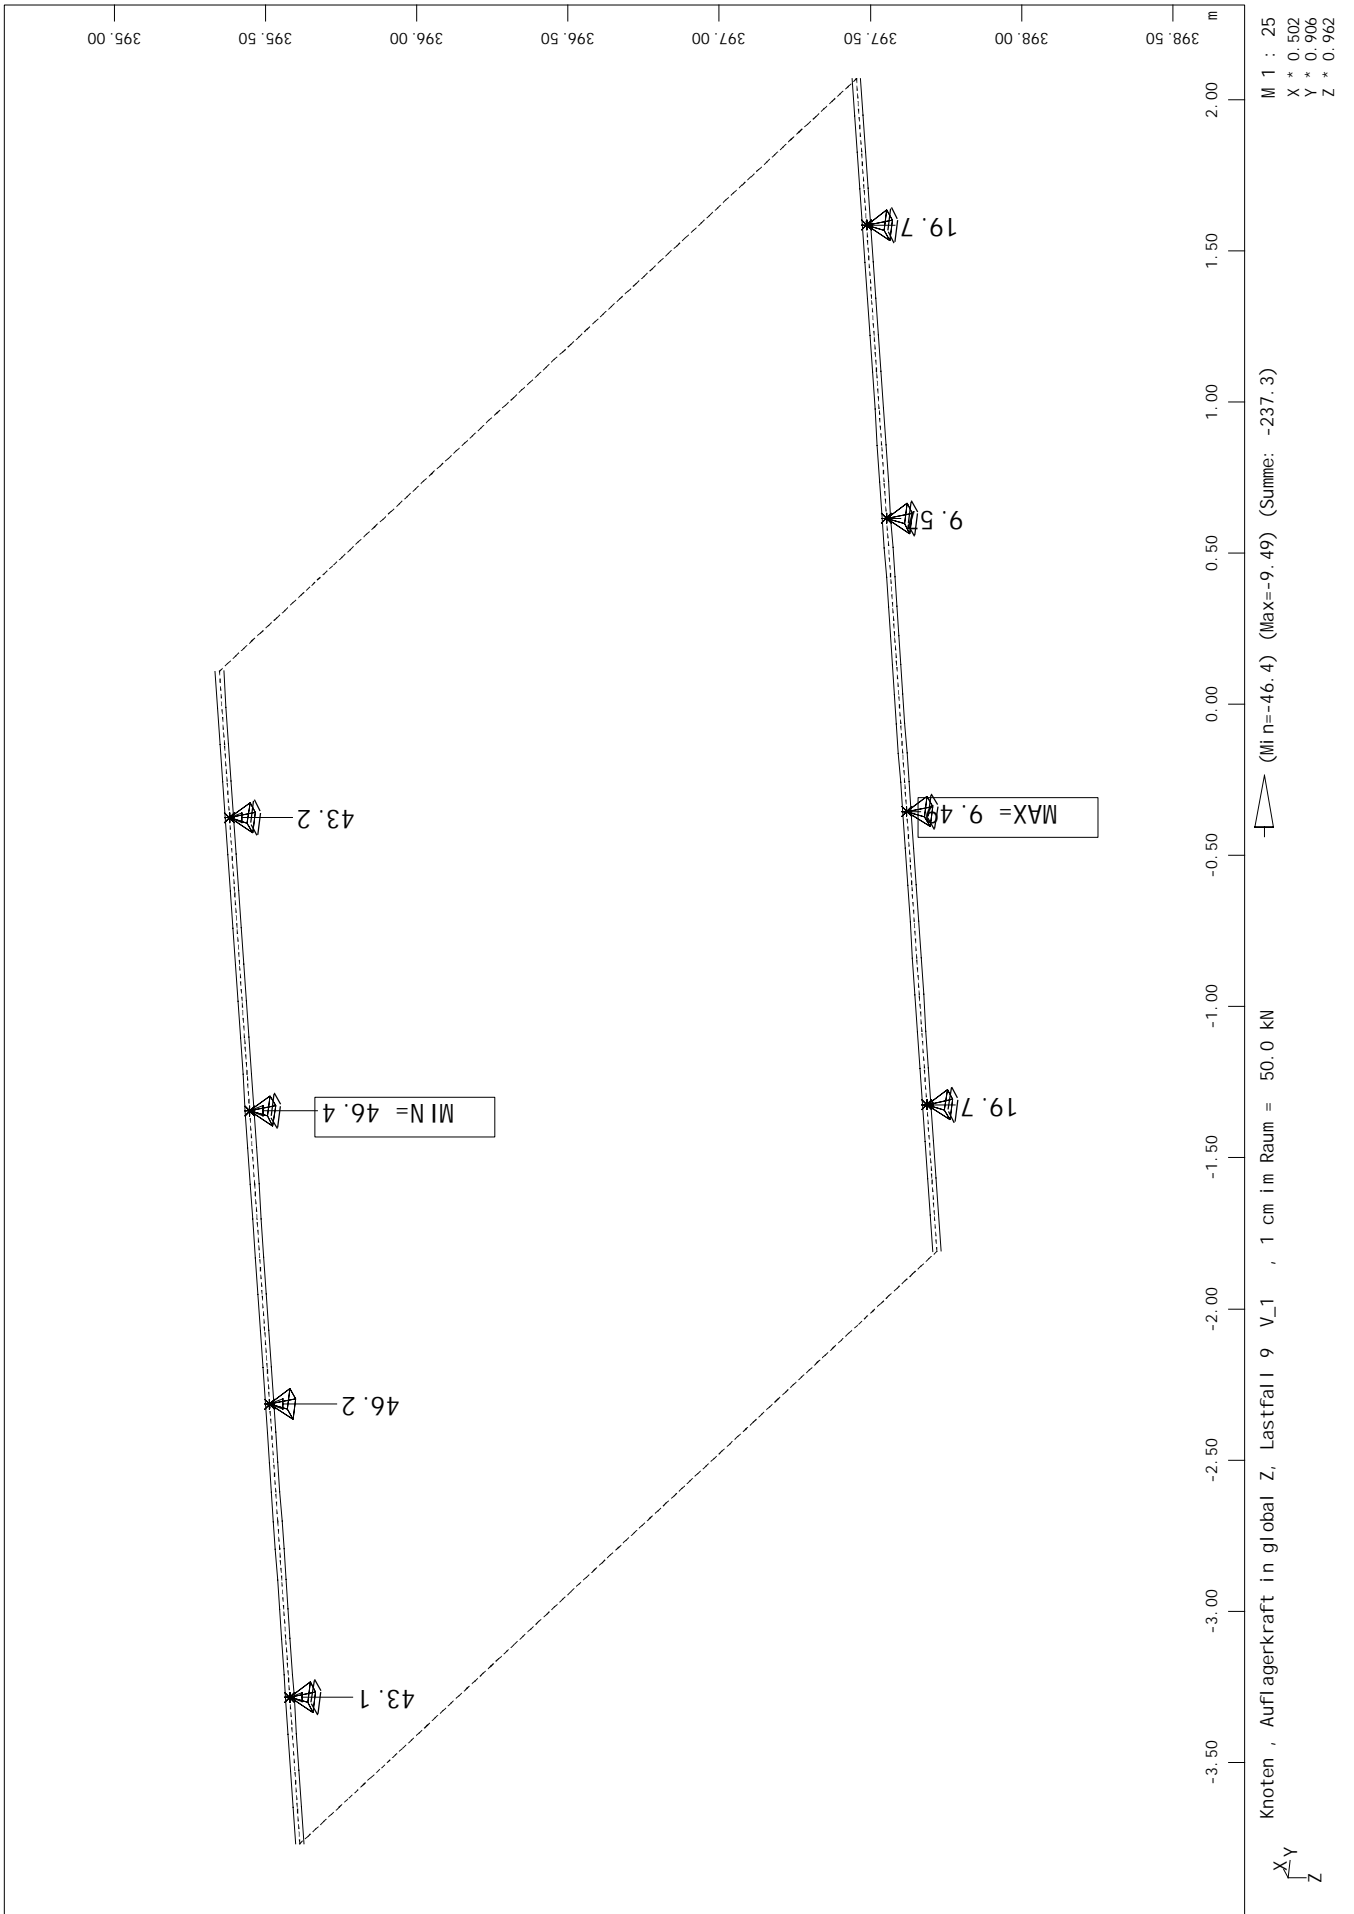 395.00
395.50
396.00
396.50
397.00
397.50
398.00
398.50
m
2.00
1.50
1.00
0.50
0.00
-0.50
-1.00
-1.50
-2.00
-2.50
-3.00
-3.50
19.7
9.57
MAX= 9.49
19.7
43.2
MIN= 46.4
46.2
43.1
Knoten , Auflagerkraft in global Z, Lastfall 9 V_1 , 1 cm im Raum = 50.0 kN (Min=-46.4) (Max=-9.49) (Summe: -237.3)
M 1 : 25
X * 0.502
Y * 0.906
Z * 0.962
X
Y
Z